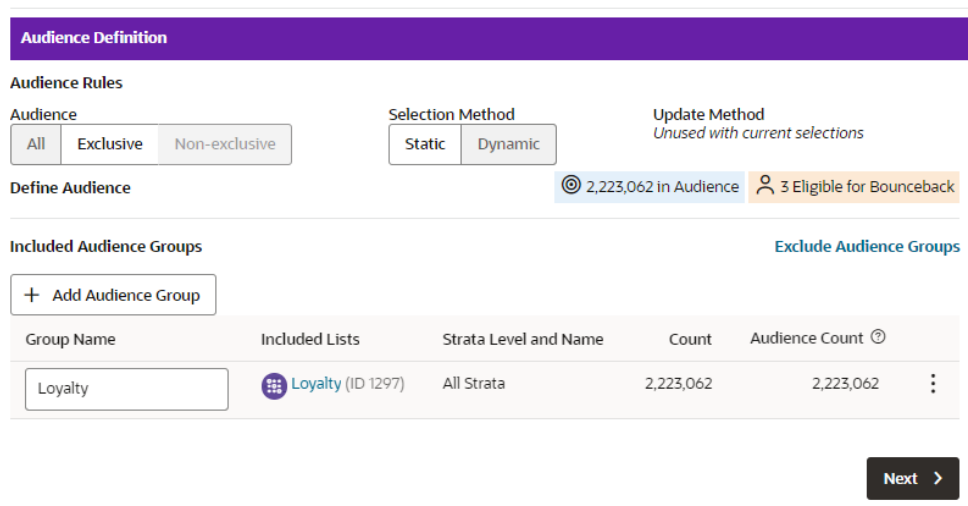 Audience Definition
Audience Rules
Audience Selection Method Update Method
All Exclusive Non-exclusive Static Dynamic Unused with current selections
Define Audience 2,223,062 in Audience 3 Eligible for Bounceback
Included Audience Groups Exclude Audience Groups
+ Add Audience Group
Group Name Included Lists Strata Level and Name Count Audience Count ?
Loyalty Loyalty (ID 1297) All Strata 2,223,062 2,223,062
Next